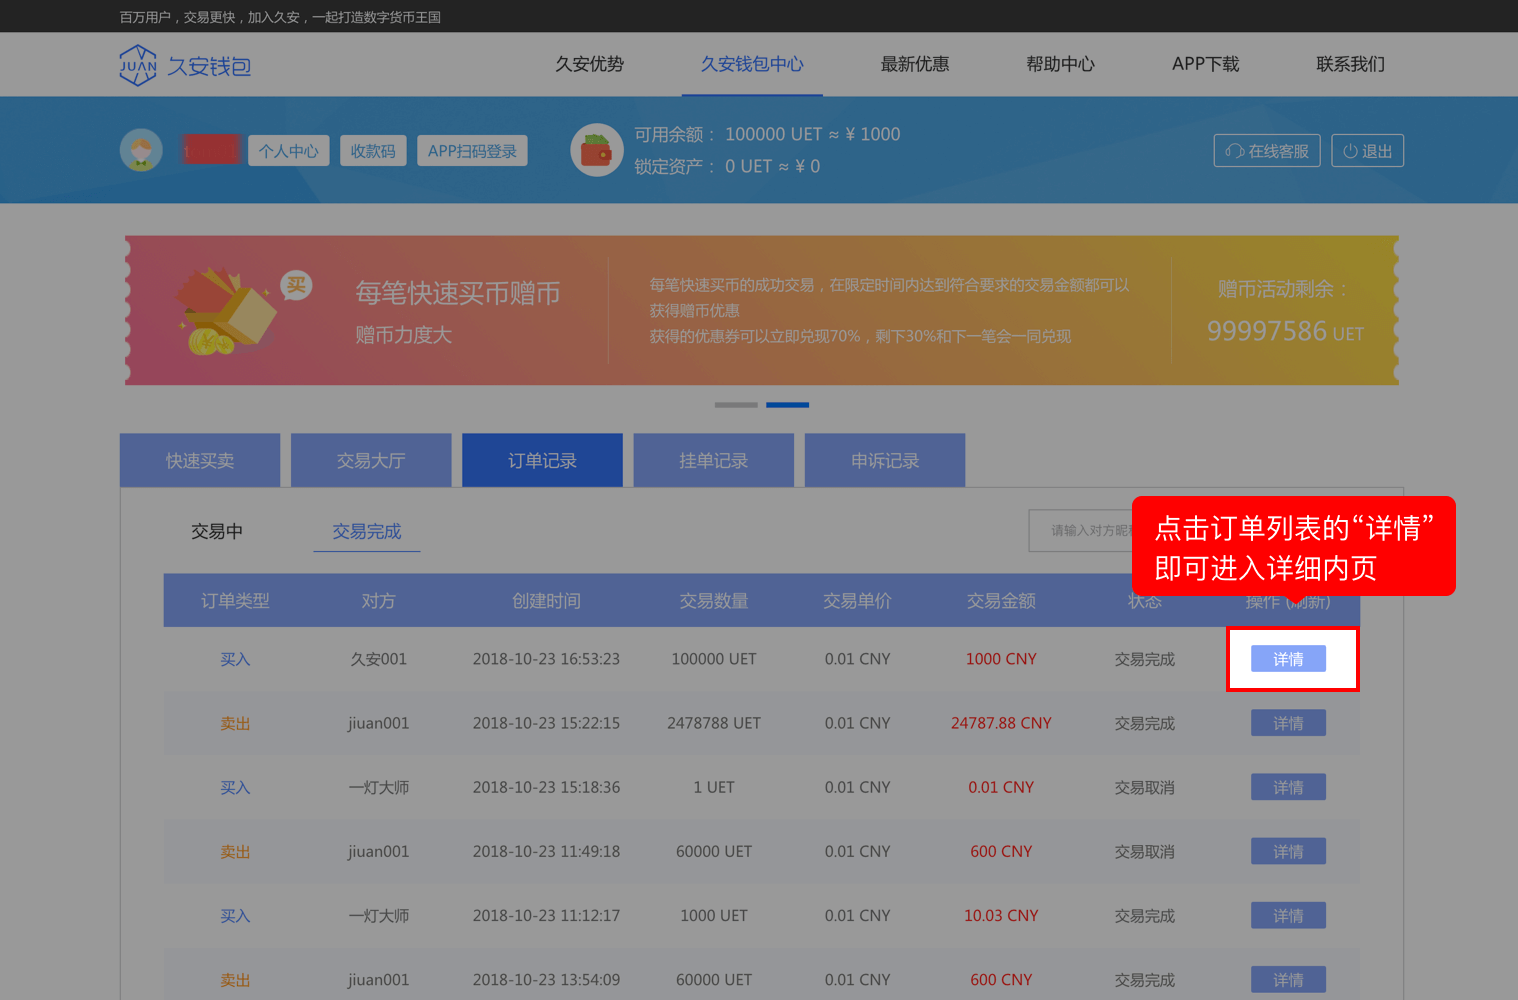 百万用户，交易更快，加入久安，一起打造数字货币王国
JUAN 久安钱包 久安优势 久安钱包中心 最新优惠 帮助中心 APP下载 联系我们
个人中心 收款码 APP扫码登录 可用余额： 100000 UET ≈ ¥ 1000
锁定资产： 0 UET ≈ ¥ 0
在线客服 退出
买
每笔快速买币赠币
赠币力度大
每笔快速买币的成功交易，在限定时间内达到符合要求的交易金额都可以
获得赠币优惠
获得的优惠券可以立即兑现70%，剩下30%和下一笔会一同兑现
赠币活动剩余：
99997586 UET
快速买卖 交易大厅 订单记录 挂单记录 申诉记录
交易中 交易完成 请输入对方昵
点击订单列表的“详情”
即可进入详细内页
订单类型 对方 创建时间 交易数量 交易单价 交易金额 状态 操作 (刷新)
买入 久安001 2018-10-23 16:53:23 100000 UET 0.01 CNY 1000 CNY 交易完成 详情
卖出 jiuan001 2018-10-23 15:22:15 2478788 UET 0.01 CNY 24787.88 CNY 交易完成 详情
买入 一灯大师 2018-10-23 15:18:36 1 UET 0.01 CNY 0.01 CNY 交易取消 详情
卖出 jiuan001 2018-10-23 11:49:18 60000 UET 0.01 CNY 600 CNY 交易取消 详情
买入 一灯大师 2018-10-23 11:12:17 1000 UET 0.01 CNY 10.03 CNY 交易完成 详情
卖出 jiuan001 2018-10-23 13:54:09 60000 UET 0.01 CNY 600 CNY 交易完成 详情